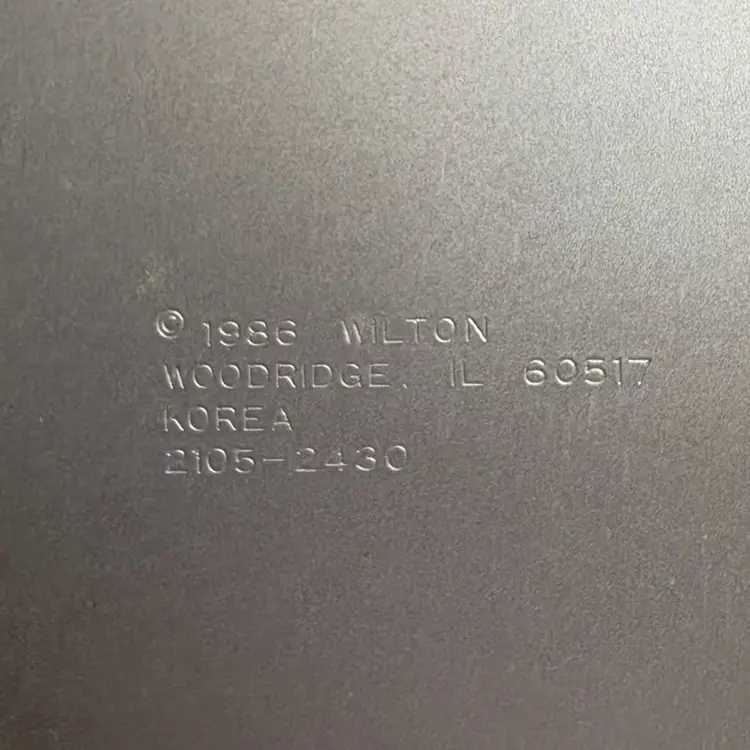 © 1986 WILTON
WOODRIDGE, IL 60517
KOREA
2105-2430